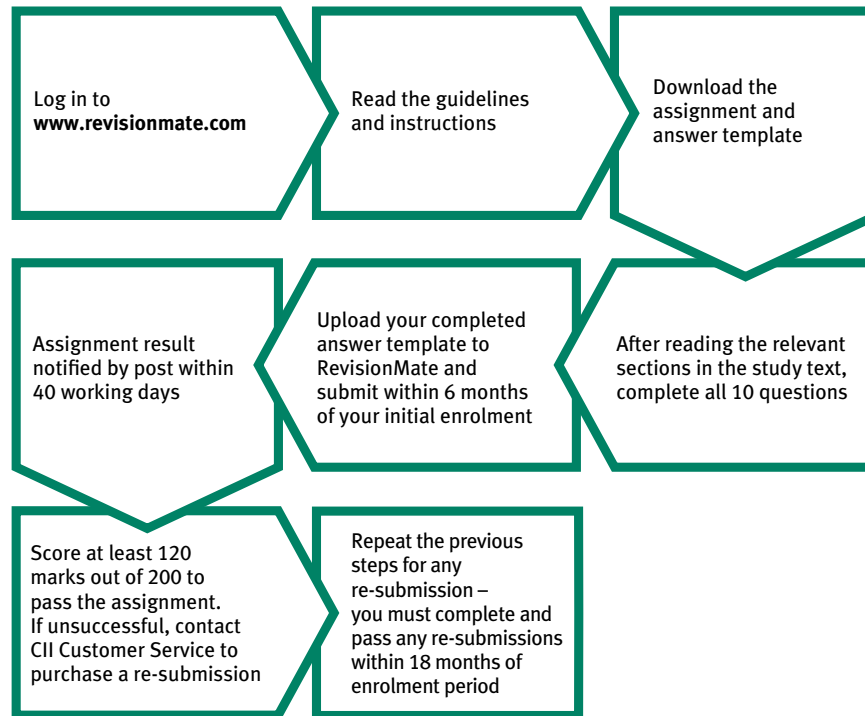 Log in to
www.revisionmate.com
Read the guidelines
and instructions
Download the
assignment and
answer template
After reading the relevant
sections in the study text,
complete all 10 questions
Upload your completed
answer template to
RevisionMate and
submit within 6 months
of your initial enrolment
Assignment result
notified by post within
40 working days
Score at least 120
marks out of 200 to
pass the assignment.
If unsuccessful, contact
CII Customer Service to
purchase a re-submission
Repeat the previous
steps for any
re-submission –
you must complete and
pass any re-submissions
within 18 months of
enrolment period